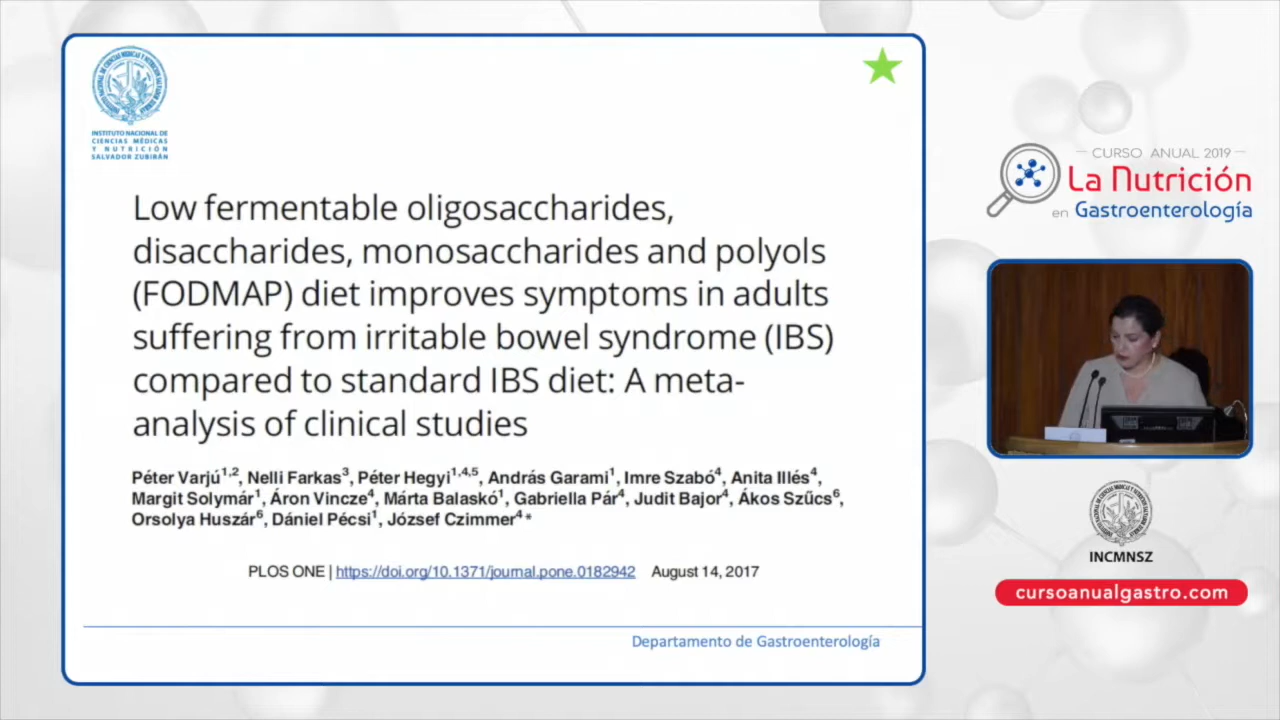 INSTITUTO NACIONAL DE
CIENCIAS MÉDICAS
Y NUTRICIÓN
SALVADOR ZUBIRÁN
Low fermentable oligosaccharides,
disaccharides, monosaccharides and polyols
(FODMAP) diet improves symptoms in adults
suffering from irritable bowel syndrome (IBS)
compared to standard IBS diet: A meta-
analysis of clinical studies
Péter Varjú1,2, Nelli Farkas3, Péter Hegyi1,4,5, András Garami1, Imre Szabó4, Anita Illés4,
Margit Solymár1, Áron Vincze4, Márta Balaskó1, Gabriella Pár4, Judit Bajor4, Ákos Szűcs6,
Orsolya Huszár6, Dániel Pécsi1, József Czimmer4*
PLOS ONE | https://doi.org/10.1371/journal.pone.0182942 August 14, 2017
Departamento de Gastroenterología
CURSO ANUAL 2019
La Nutrición
en Gastroenterología
INCMNSZ
cursoanualgastro.com